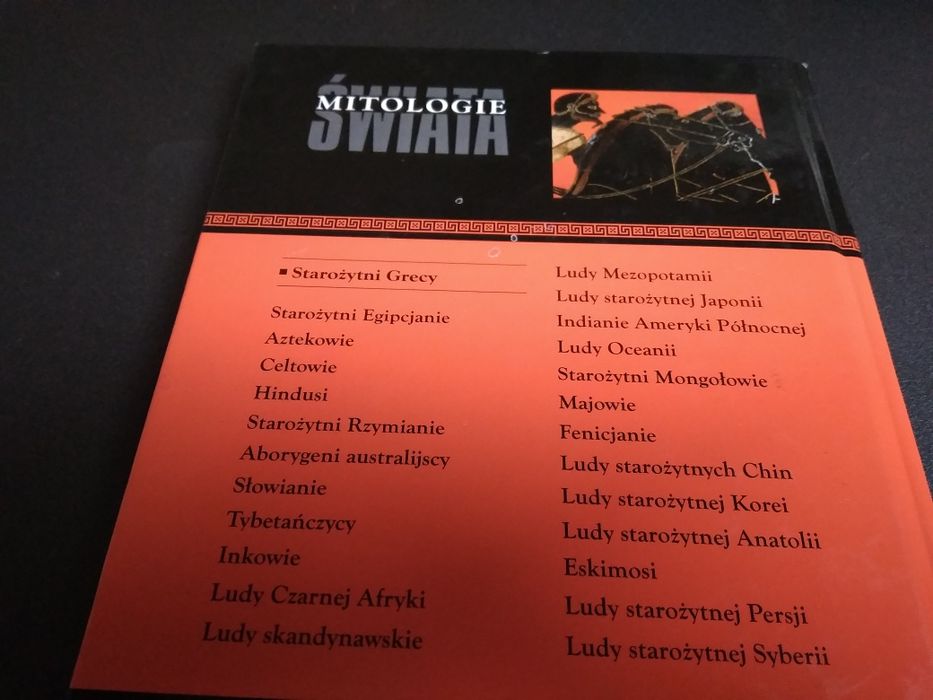 MITOLOGIE
ŚWIATA
Starożytni Grecy
Starożytni Egipcjanie
Aztekowie
Celtowie
Hindusi
Starożytni Rzymianie
Aborygeni australijscy
Słowianie
Tybetańczycy
Inkowie
Ludy Czarnej Afryki
Ludy skandynawskie
Ludy Mezopotamii
Ludy starożytnej Japonii
Indianie Ameryki Północnej
Ludy Oceanii
Starożytni Mongołowie
Majowie
Fenicjanie
Ludy starożytnych Chin
Ludy starożytnej Korei
Ludy starożytnej Anatolii
Eskimosi
Ludy starożytnej Persji
Ludy starożytnej Syberii